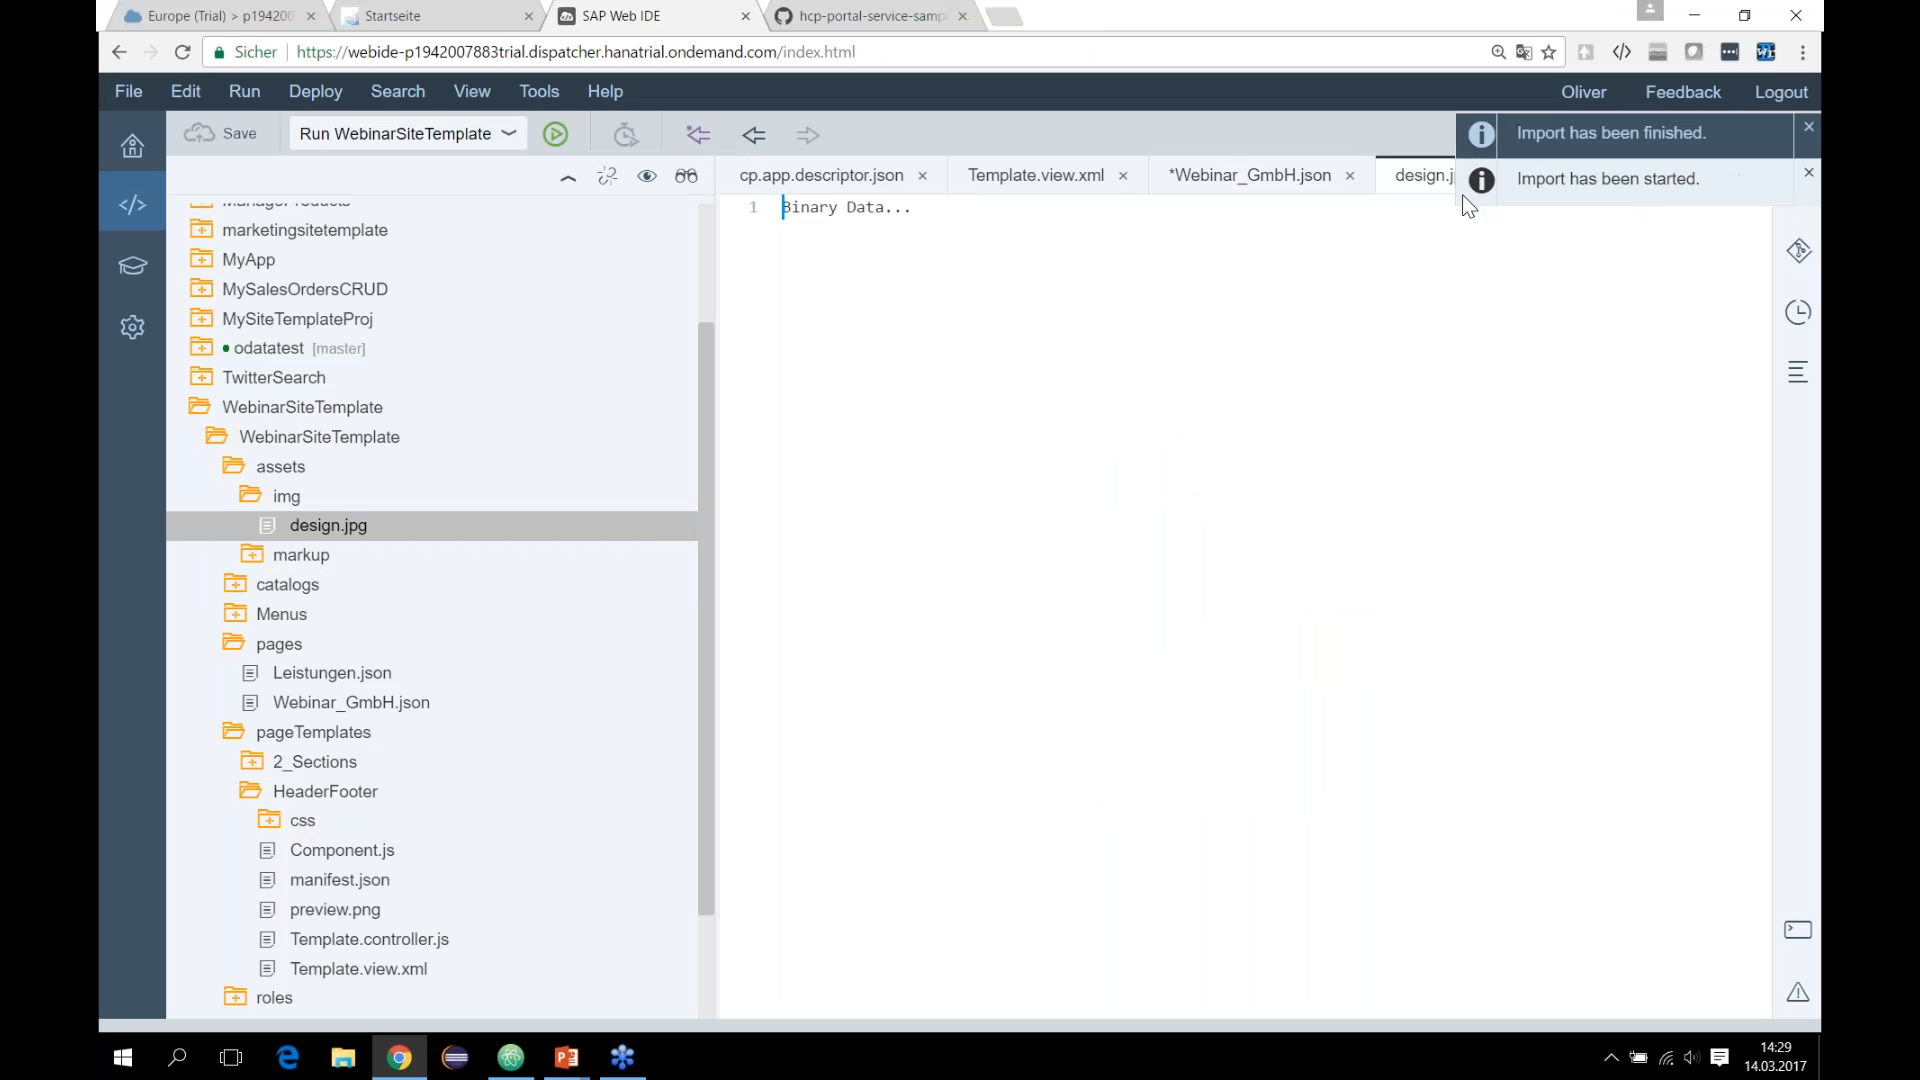 Europe (Trial) > p194200
Startseite
SAP Web IDE
hcp-portal-service-samp
Sicher
https://webide-p1942007883trial.dispatcher.hanatrial.ondemand.com/index.html
File Edit Run Deploy Search View Tools Help
Oliver Feedback Logout
Save
Run WebinarSiteTemplate
Import has been finished.
Import has been started.
cp.app.descriptor.json
Template.view.xml
*Webinar_GmbH.json
design.j
1 Binary Data...
ManageProducts
marketingsitetemplate
MyApp
MySalesOrdersCRUD
MySiteTemplateProj
odatatest [master]
TwitterSearch
WebinarSiteTemplate
WebinarSiteTemplate
assets
img
design.jpg
markup
catalogs
Menus
pages
Leistungen.json
Webinar_GmbH.json
pageTemplates
2_Sections
HeaderFooter
css
Component.js
manifest.json
preview.png
Template.controller.js
Template.view.xml
roles
14:29
14.03.2017